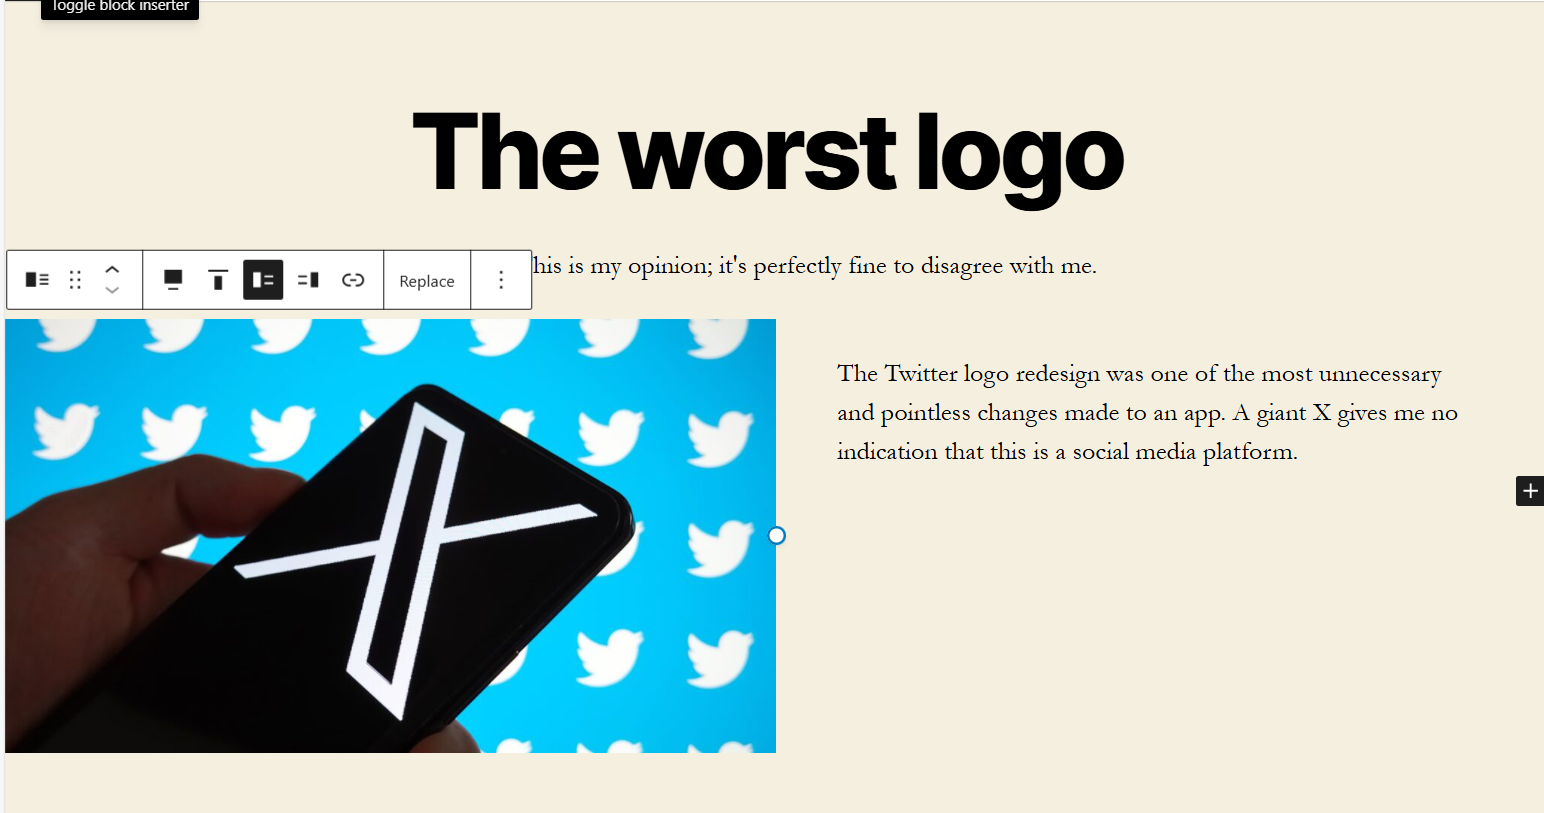 Toggle block inserter
The worst logo
his is my opinion; it's perfectly fine to disagree with me.
Replace
The Twitter logo redesign was one of the most unnecessary
and pointless changes made to an app. A giant X gives me no
indication that this is a social media platform.